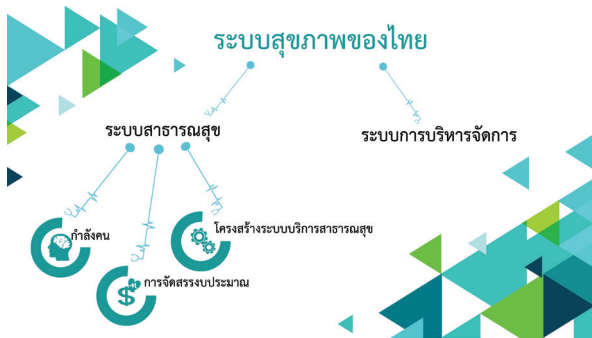 ระบบสุขภาพของไทย
ระบบสาธารณสุข
ระบบการบริหารจัดการ
กำลังคน
โครงสร้างระบบบริการสาธารณสุข
การจัดสรรงบประมาณ